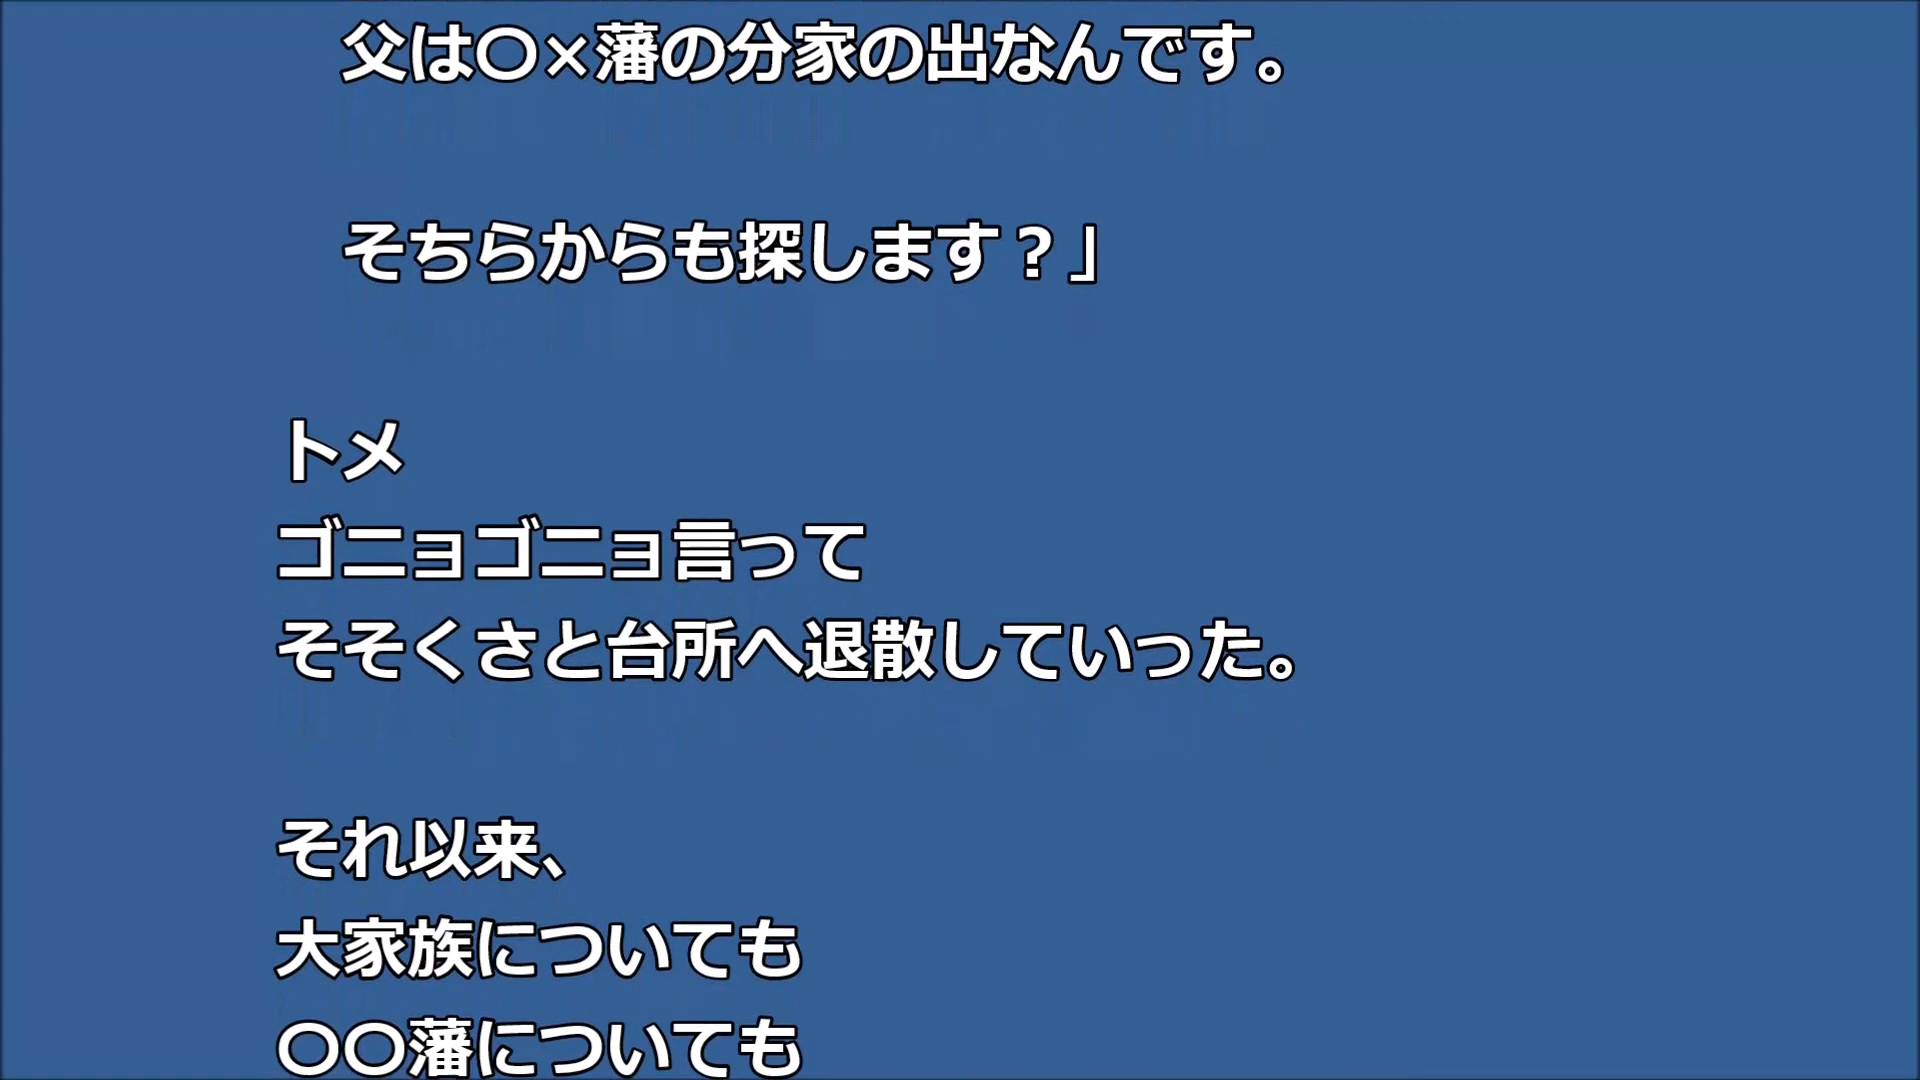 父は〇×藩の分家の出なんです。
そちらからも探します？」
トメ
ゴニョゴニョ言って
そそくさと台所へ退散していった。
それ以来、
大家族についても
〇〇藩についても